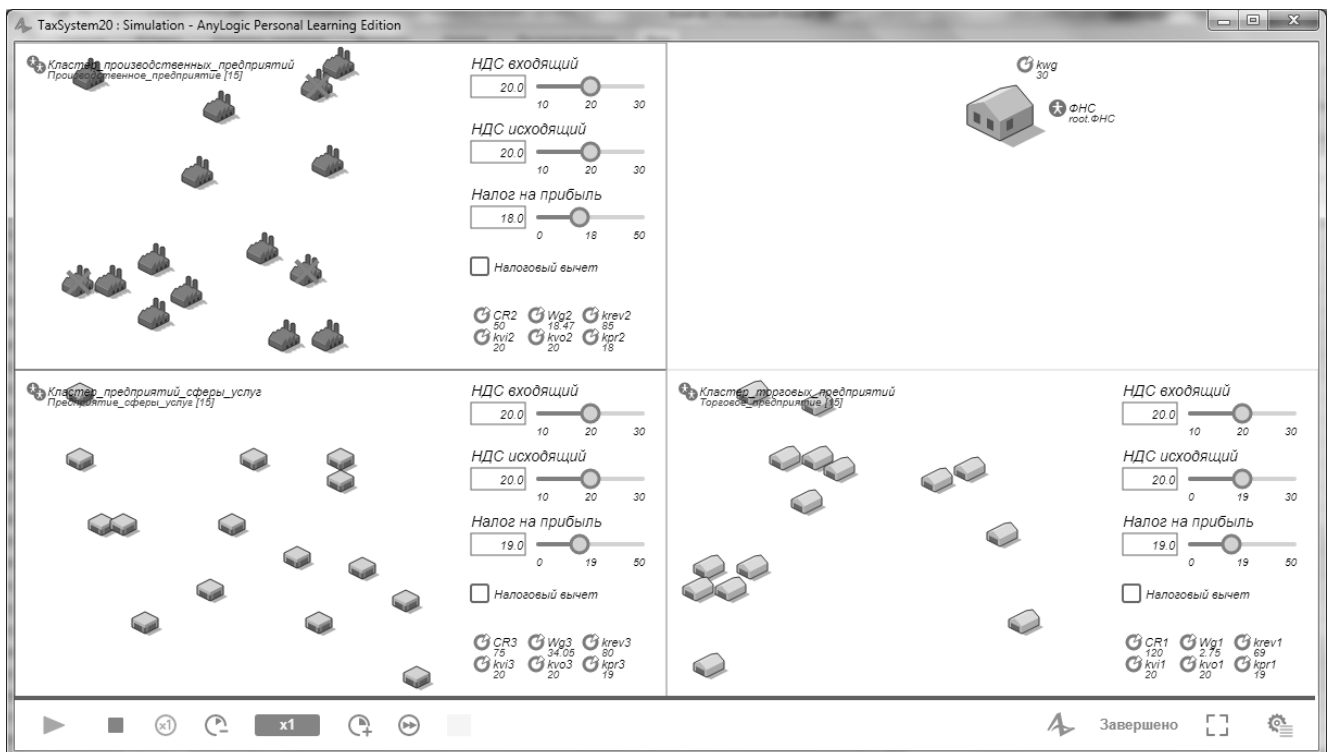 TaxSystem20 : Simulation - AnyLogic Personal Learning Edition
Кластер_производственных_предприятий
Производственное_предприятие [15]
НДС входящий
20.0
10 20 30
НДС исходящий
20.0
10 20 30
Налог на прибыль
18.0
0 18 50
Налоговый вычет
CR2 Wg2 krev2
50 18.47 85
kvi2 kvo2 kpr2
20 20 18
kwg
30
ФНС
root.ФНС
Кластер_предприятий_сферы_услуг
Предприятие_сферы_услуг [15]
НДС входящий
20.0
10 20 30
НДС исходящий
20.0
10 20 30
Налог на прибыль
19.0
0 19 50
Налоговый вычет
CR3 Wg3 krev3
75 34.05 80
kvi3 kvo3 kpr3
20 20 19
Кластер_торговых_предприятий
Торговое_предприятие [15]
НДС входящий
20.0
10 20 30
НДС исходящий
20.0
0 19 30
Налог на прибыль
19.0
0 19 50
Налоговый вычет
CR1 Wg1 krev1
120 2.75 69
kvi1 kvo1 kpr1
20 20 19
x1 x1 Завершено